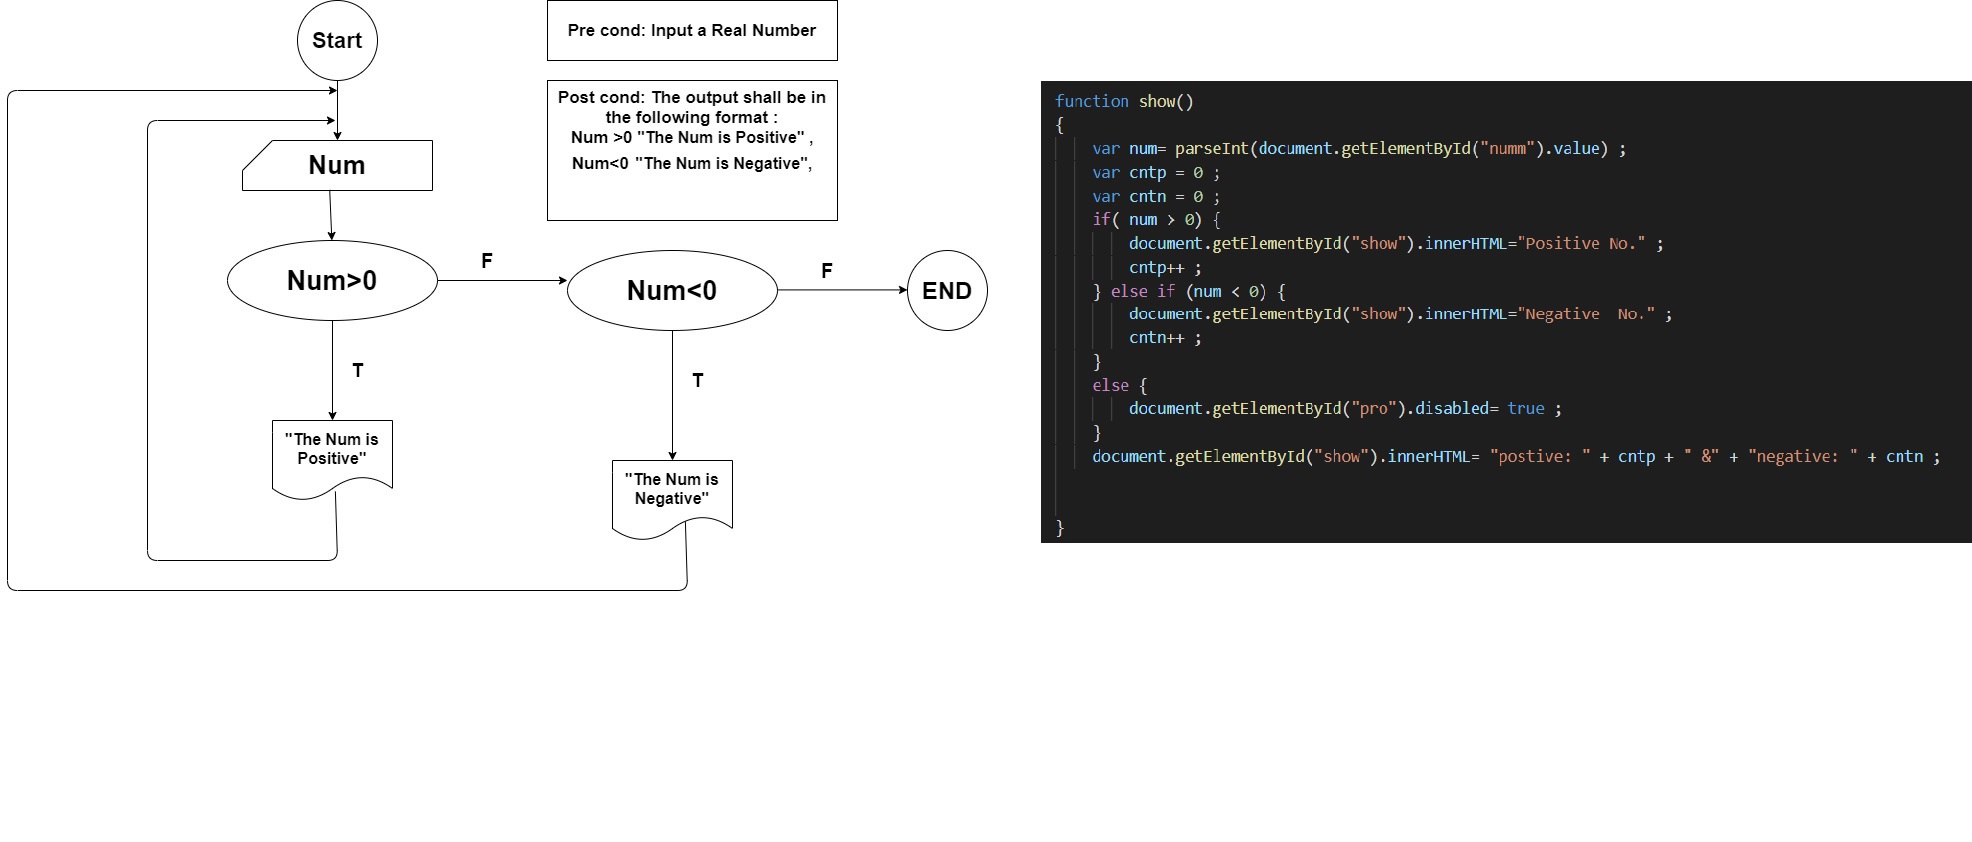 Start
Pre cond: Input a Real Number
Post cond: The output shall be in
the following format :
Num >0 "The Num is Positive" ,
Num<0 "The Num is Negative",
Num
Num>0
F
Num<0
F
END
T
T
"The Num is
Positive"
"The Num is
Negative"
function show()
{
var num= parseInt(document.getElementById("numm").value) ;
var cntp = 0 ;
var cntn = 0 ;
if( num > 0) {
document.getElementById("show").innerHTML="Positive No." ;
cntp++ ;
} else if (num < 0) {
document.getElementById("show").innerHTML="Negative  No." ;
cntn++ ;
}
else {
document.getElementById("pro").disabled= true ;
}
document.getElementById("show").innerHTML= "postive: " + cntp + " &" + "negative: " + cntn ;
}